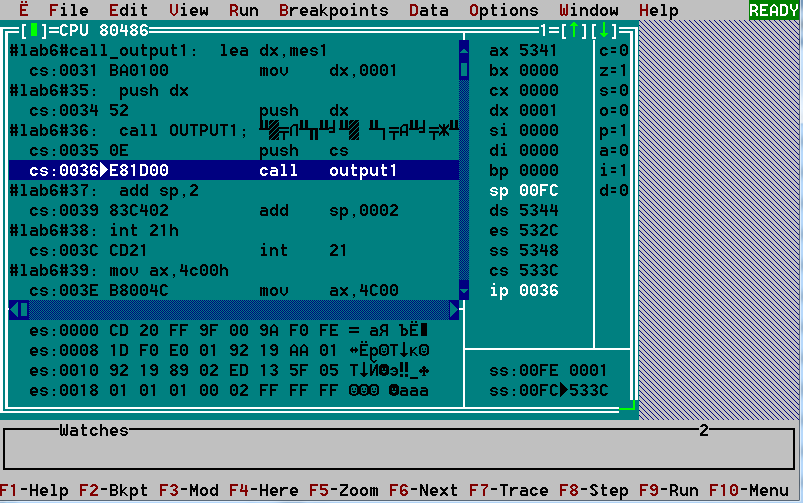 Ë File Edit View Run Breakpoints Data Options Window Help READY
[▮]=CPU 80486 1=[↑][↓]
#lab6#call_output1: lea dx,mes1
cs:0031 BA0100 mov dx,0001
#lab6#35: push dx
cs:0034 52 push dx
#lab6#36: call OUTPUT1;
cs:0035 0E push cs
cs:0036►E81D00 call output1
#lab6#37: add sp,2
cs:0039 83C402 add sp,0002
#lab6#38: int 21h
cs:003C CD21 int 21
#lab6#39: mov ax,4c00h
cs:003E B8004C mov ax,4C00
ax 5341 c=0
bx 0000 z=1
cx 0000 s=0
dx 0001 o=0
si 0000 p=1
di 0000 a=0
bp 0000 i=1
sp 00FC d=0
ds 5344
es 532C
ss 5348
cs 533C
ip 0036
es:0000 CD 20 FF 9F 00 9A F0 FE = aЯ ЪЁ▮
es:0008 1D F0 E0 01 92 19 AA 01 ↔Ёр☺Т↓к☺
es:0010 92 19 89 02 ED 13 5F 05 Т↓Й☻э‼_♣
es:0018 01 01 01 00 02 FF FF FF ☺☺☺ ☻aaa
ss:00FE 0001
ss:00FC►533C
Watches 2
F1-Help F2-Bkpt F3-Mod F4-Here F5-Zoom F6-Next F7-Trace F8-Step F9-Run F10-Menu